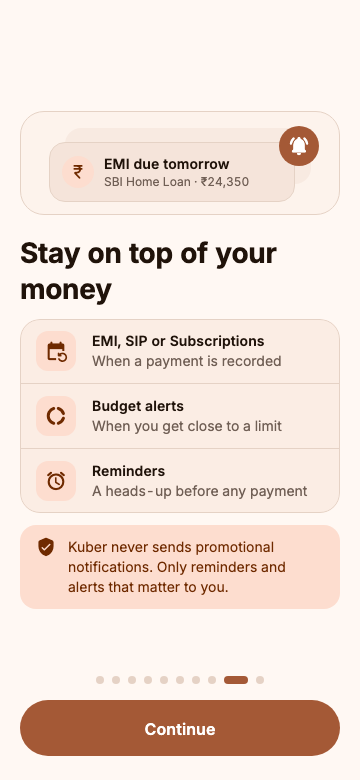 ₹
EMI due tomorrow
SBI Home Loan · ₹24,350
Stay on top of your
money
EMI, SIP or Subscriptions
When a payment is recorded
Budget alerts
When you get close to a limit
Reminders
A heads-up before any payment
Kuber never sends promotional
notifications. Only reminders and
alerts that matter to you.
Continue